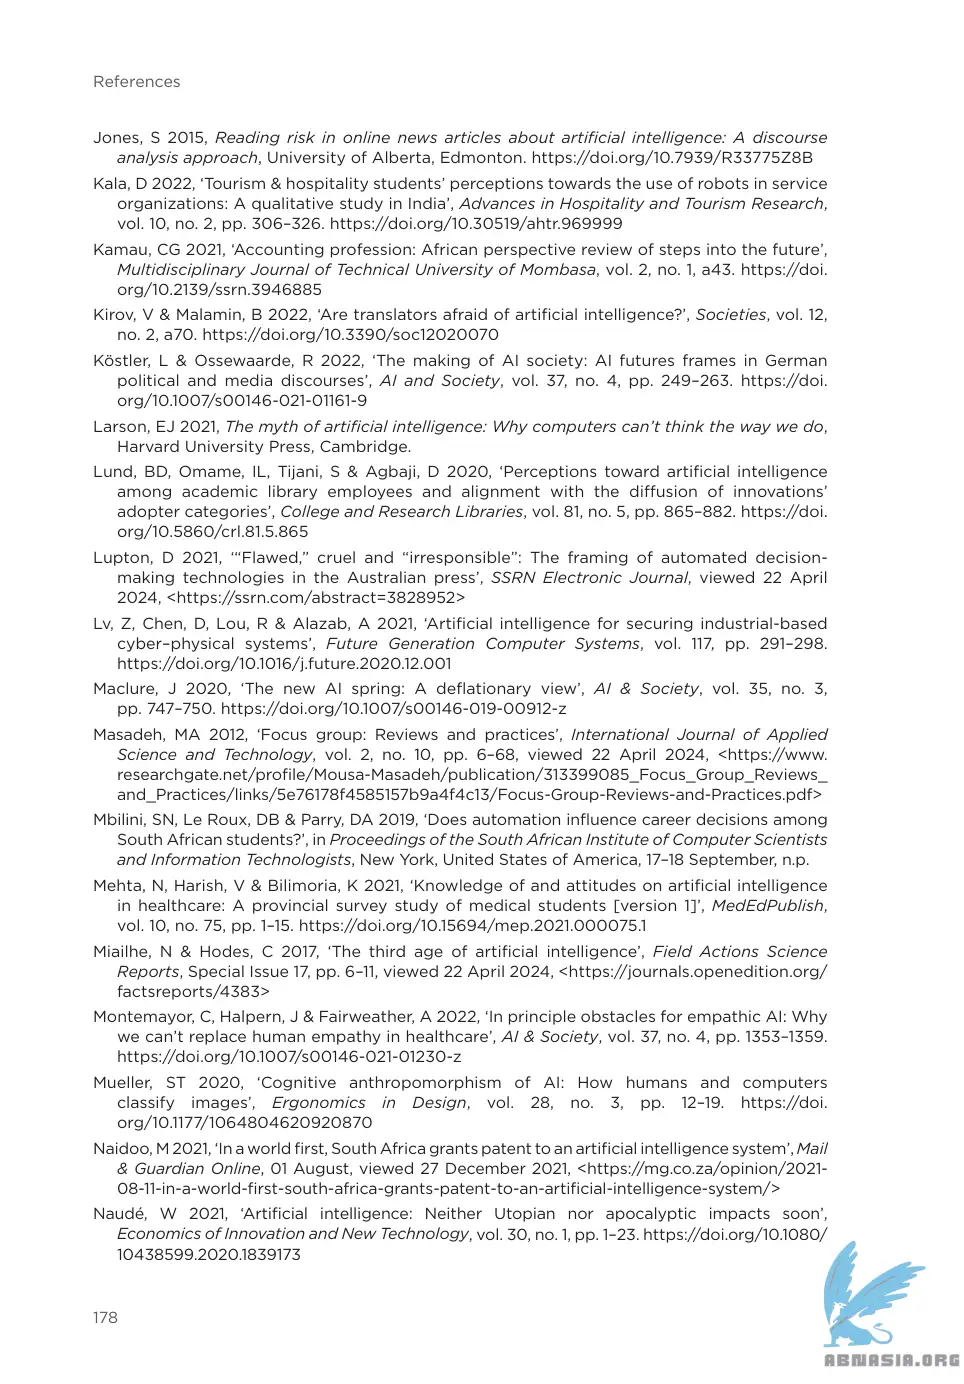 References
Jones, S 2015, Reading risk in online news articles about artificial intelligence: A discourse
analysis approach, University of Alberta, Edmonton. https://doi.org/10.7939/R33775Z8B
Kala, D 2022, ‘Tourism & hospitality students’ perceptions towards the use of robots in service
organizations: A qualitative study in India’, Advances in Hospitality and Tourism Research,
vol. 10, no. 2, pp. 306–326. https://doi.org/10.30519/ahtr.969999
Kamau, CG 2021, ‘Accounting profession: African perspective review of steps into the future’,
Multidisciplinary Journal of Technical University of Mombasa, vol. 2, no. 1, a43. https://doi.
org/10.2139/ssrn.3946885
Kirov, V & Malamin, B 2022, ‘Are translators afraid of artificial intelligence?’, Societies, vol. 12,
no. 2, a70. https://doi.org/10.3390/soc12020070
Köstler, L & Ossewaarde, R 2022, ‘The making of AI society: AI futures frames in German
political and media discourses’, AI and Society, vol. 37, no. 4, pp. 249–263. https://doi.
org/10.1007/s00146-021-01161-9
Larson, EJ 2021, The myth of artificial intelligence: Why computers can’t think the way we do,
Harvard University Press, Cambridge.
Lund, BD, Omame, IL, Tijani, S & Agbaji, D 2020, ‘Perceptions toward artificial intelligence
among academic library employees and alignment with the diffusion of innovations’
adopter categories’, College and Research Libraries, vol. 81, no. 5, pp. 865–882. https://doi.
org/10.5860/crl.81.5.865
Lupton, D 2021, ‘“Flawed,” cruel and “irresponsible”: The framing of automated decision-
making technologies in the Australian press’, SSRN Electronic Journal, viewed 22 April
2024, <https://ssrn.com/abstract=3828952>
Lv, Z, Chen, D, Lou, R & Alazab, A 2021, ‘Artificial intelligence for securing industrial-based
cyber–physical systems’, Future Generation Computer Systems, vol. 117, pp. 291–298.
https://doi.org/10.1016/j.future.2020.12.001
Maclure, J 2020, ‘The new AI spring: A deflationary view’, AI & Society, vol. 35, no. 3,
pp. 747–750. https://doi.org/10.1007/s00146-019-00912-z
Masadeh, MA 2012, ‘Focus group: Reviews and practices’, International Journal of Applied
Science and Technology, vol. 2, no. 10, pp. 6–68, viewed 22 April 2024, <https://www.
researchgate.net/profile/Mousa-Masadeh/publication/313399085_Focus_Group_Reviews_
and_Practices/links/5e76178f4585157b9a4f4c13/Focus-Group-Reviews-and-Practices.pdf>
Mbilini, SN, Le Roux, DB & Parry, DA 2019, ‘Does automation influence career decisions among
South African students?’, in Proceedings of the South African Institute of Computer Scientists
and Information Technologists, New York, United States of America, 17–18 September, n.p.
Mehta, N, Harish, V & Bilimoria, K 2021, ‘Knowledge of and attitudes on artificial intelligence
in healthcare: A provincial survey study of medical students [version 1]’, MedEdPublish,
vol. 10, no. 75, pp. 1–15. https://doi.org/10.15694/mep.2021.000075.1
Miailhe, N & Hodes, C 2017, ‘The third age of artificial intelligence’, Field Actions Science
Reports, Special Issue 17, pp. 6–11, viewed 22 April 2024, <https://journals.openedition.org/
factsreports/4383>
Montemayor, C, Halpern, J & Fairweather, A 2022, ‘In principle obstacles for empathic AI: Why
we can’t replace human empathy in healthcare’, AI & Society, vol. 37, no. 4, pp. 1353–1359.
https://doi.org/10.1007/s00146-021-01230-z
Mueller, ST 2020, ‘Cognitive anthropomorphism of AI: How humans and computers
classify images’, Ergonomics in Design, vol. 28, no. 3, pp. 12–19. https://doi.
org/10.1177/1064804620920870
Naidoo, M 2021, ‘In a world first, South Africa grants patent to an artificial intelligence system’, Mail
& Guardian Online, 01 August, viewed 27 December 2021, <https://mg.co.za/opinion/2021-
08-11-in-a-world-first-south-africa-grants-patent-to-an-artificial-intelligence-system/>
Naudé, W 2021, ‘Artificial intelligence: Neither Utopian nor apocalyptic impacts soon’,
Economics of Innovation and New Technology, vol. 30, no. 1, pp. 1–23. https://doi.org/10.1080/
10438599.2020.1839173
178
ABNASIA.ORG